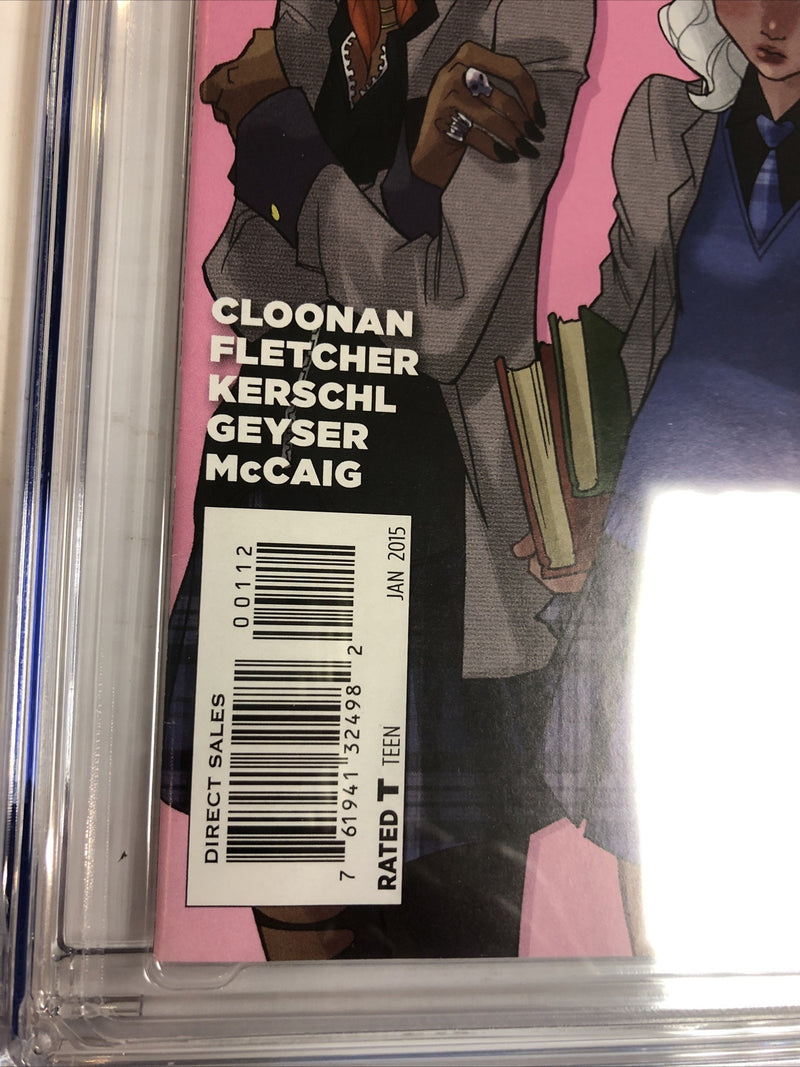 CLOONAN
FLETCHER
KERSCHL
GEYSER
McCAIG
DIRECT SALES
7 61941 32498 2
00112
RATED T TEEN
JAN 2015